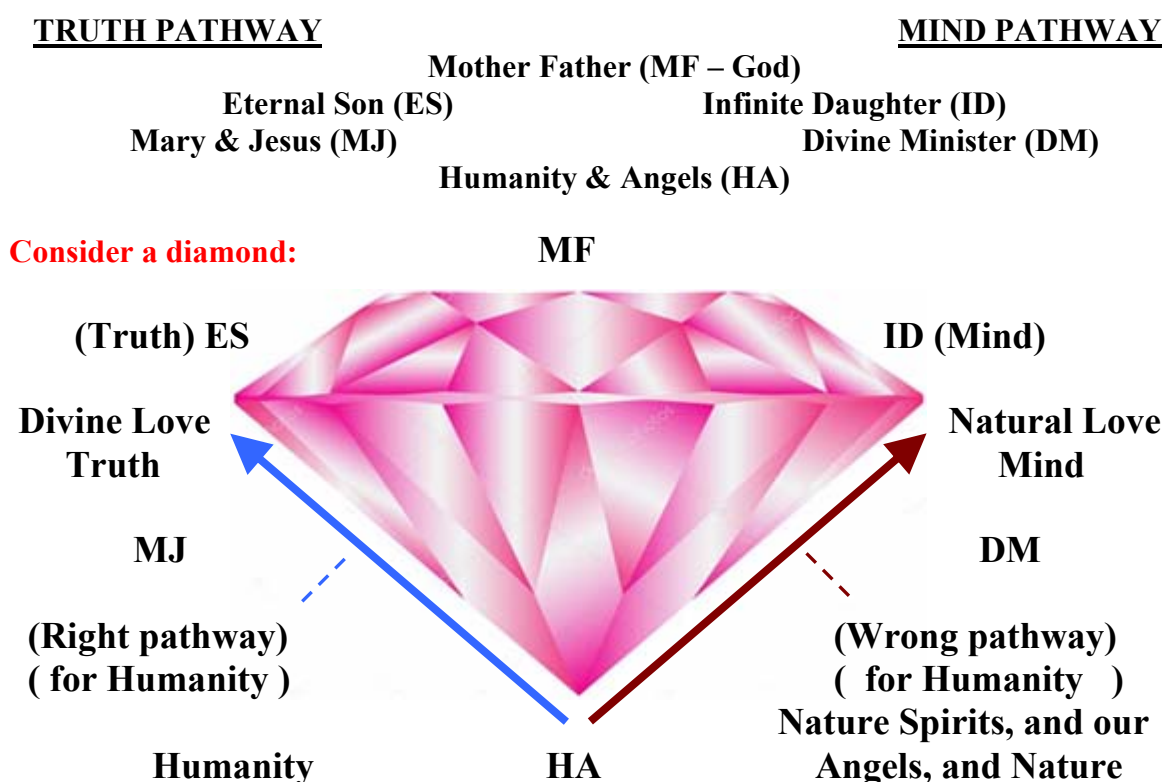 TRUTH PATHWAY MIND PATHWAY
Mother Father (MF – God)
Eternal Son (ES) Infinite Daughter (ID)
Mary & Jesus (MJ) Divine Minister (DM)
Humanity & Angels (HA)
Consider a diamond: MF
(Truth) ES ID (Mind)
Divine Love Natural Love
Truth Mind
MJ DM
(Right pathway) (Wrong pathway)
( for Humanity ) ( for Humanity )
Nature Spirits, and our
Humanity HA Angels, and Nature